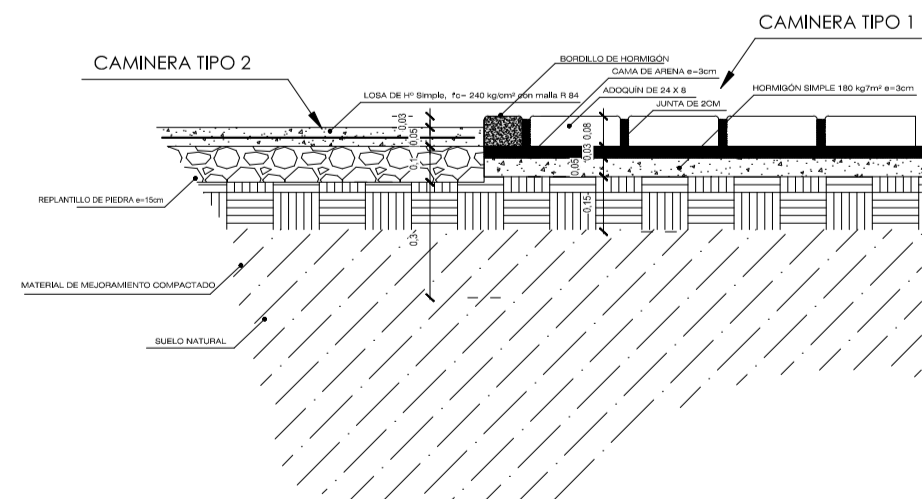 CAMINERA TIPO 1
CAMINERA TIPO 2
BORDILLO DE HORMIGÓN
CAMA DE ARENA e=3cm
ADOQUÍN DE 24 X 8
HORMIGÓN SIMPLE 180 kg7m² e=3cm
LOSA DE Hº Simple, fc= 240 kg/cm² con malla R 84
JUNTA DE 2CM
0,03
0,05
0,1
0,3
0,08
0,03
0,05
0,15
REPLANTILLO DE PIEDRA e=15cm
MATERIAL DE MEJORAMIENTO COMPACTADO
SUELO NATURAL